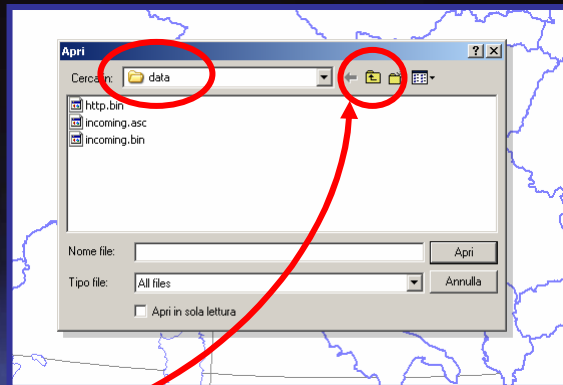 Apri
Cerca in: data
http.bin
incoming.asc
incoming.bin
Nome file: Apri
Tipo file: All files Annulla
Apri in sola lettura